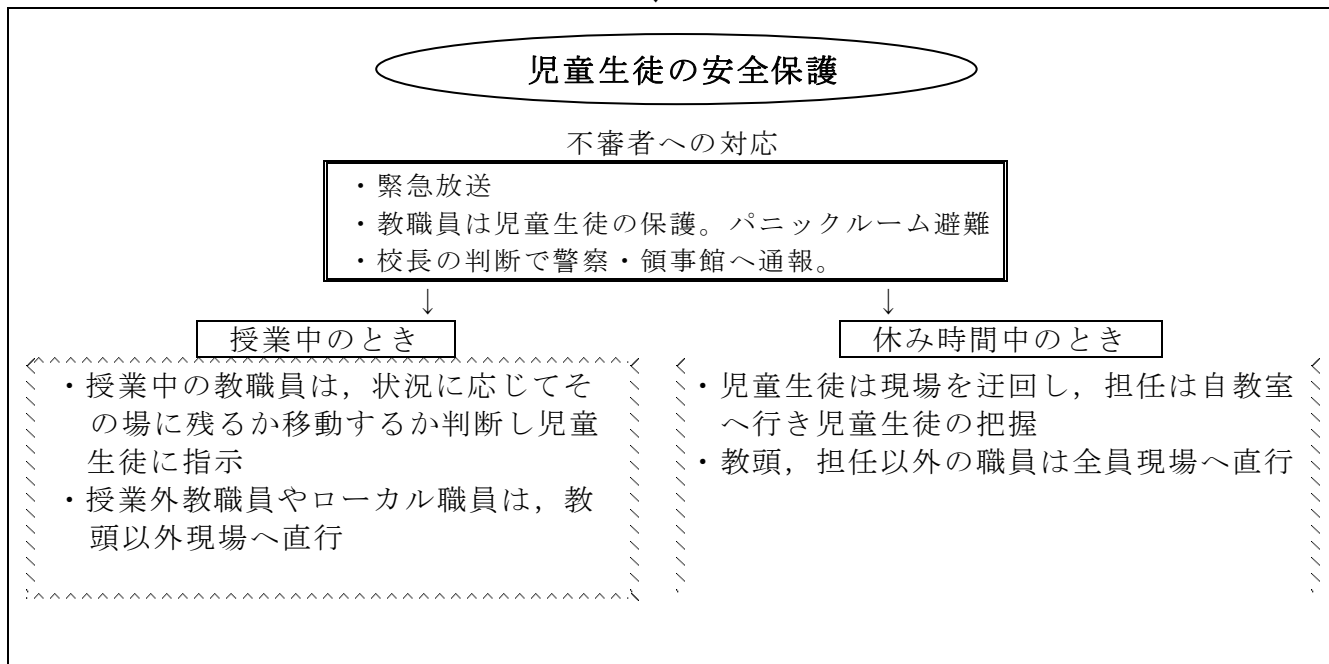 児童生徒の安全保護
不審者への対応
・緊急放送
・教職員は児童生徒の保護。パニックルーム避難
・校長の判断で警察・領事館へ通報。
↓
↓
授業中のとき
・授業中の教職員は，状況に応じてそ
の場に残るか移動するか判断し児童
生徒に指示
・授業外教職員やローカル職員は，教
頭以外現場へ直行
休み時間中のとき
・児童生徒は現場を迂回し，担任は自教室
へ行き児童生徒の把握
・教頭，担任以外の職員は全員現場へ直行